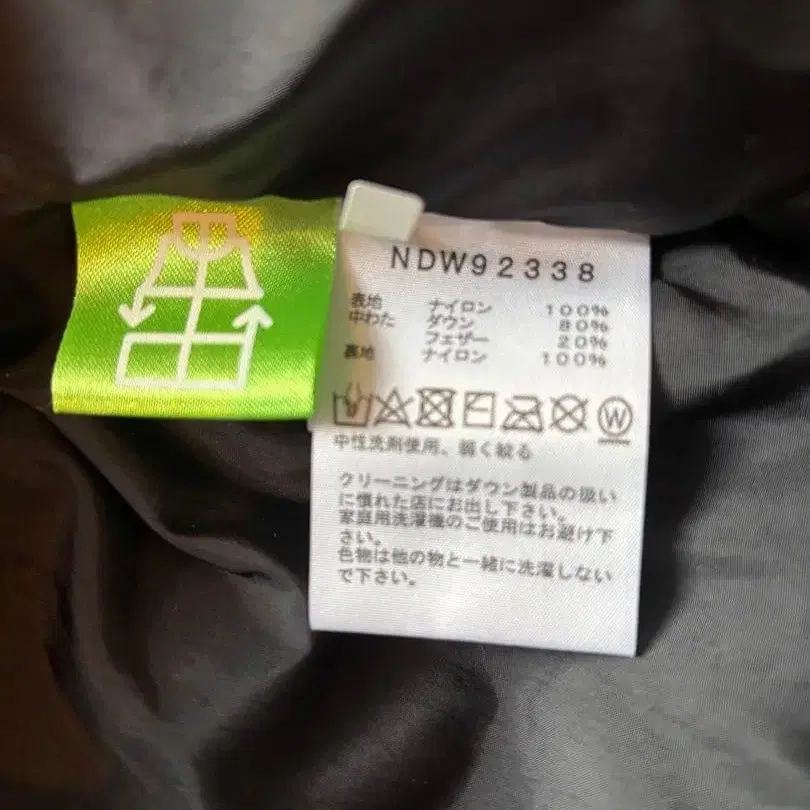 NDW92338
表地 ナイロン 100%
中わた ダウン 80%
フェザー 20%
裏地 ナイロン 100%
W
中性洗剤使用、弱く絞る
クリーニングはダウン製品の扱い
に慣れた店にお出し下さい。
家庭用洗濯後のご使用はお避け下
さい。
色物は他の物と一緒に洗濯しない
で下さい。